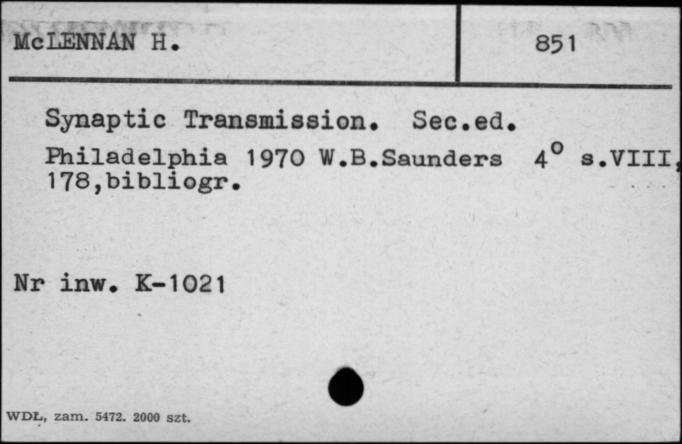 McLENNAN H.
851
Synaptic Transmission. Sec.ed.
Philadelphia 1970 W.B.Saunders 4° s.VIII,
178,bibliogr.
Nr inw. K-1021
WDŁ, zam. 5472. 2000 szt.